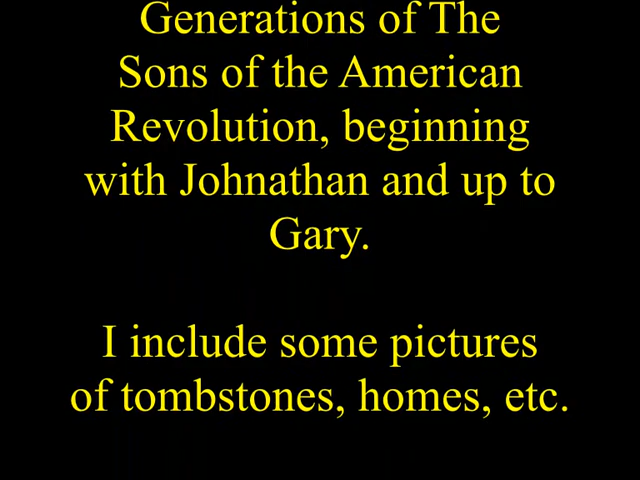 Generations of The
Sons of the American
Revolution, beginning
with Johnathan and up to
Gary.
I include some pictures
of tombstones, homes, etc.